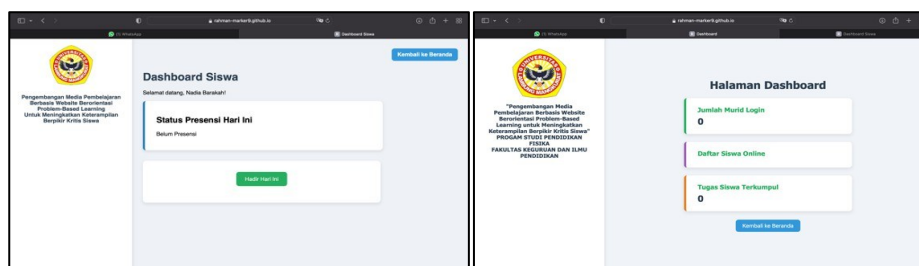 rahman-marker9.github.io
(1) WhatsApp
Dashboard Siswa
Kembali ke Beranda
Pengembangan Media Pembelajaran
Berbasis Website Berorientasi
Problem-Based Learning
Untuk Meningkatkan Keterampilan
Berpikir Kritis Siswa
Dashboard Siswa
Selamat datang, Nadia Barakah!
Status Presensi Hari Ini
Belum Presensi
Hadir Hari Ini
rahman-marker9.github.io
(1) WhatsApp
Dashboard
Dashboard Siswa
"Pengembangan Media
Pembelajaran Berbasis Website
Berorientasi Problem-Based
Learning untuk Meningkatkan
Keterampilan Berpikir Kritis Siswa"
PROGAM STUDI PENDIDIKAN
FISIKA
FAKULTAS KEGURUAN DAN ILMU
PENDIDIKAN
Halaman Dashboard
Jumlah Murid Login
0
Daftar Siswa Online
Tugas Siswa Terkumpul
0
Kembali ke Beranda